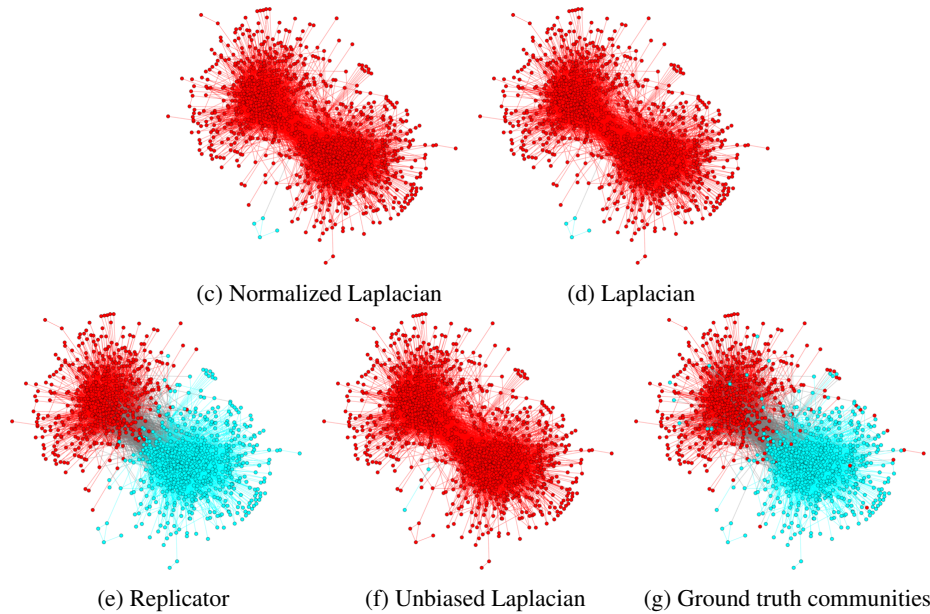 (c) Normalized Laplacian
(d) Laplacian
(e) Replicator
(f) Unbiased Laplacian
(g) Ground truth communities